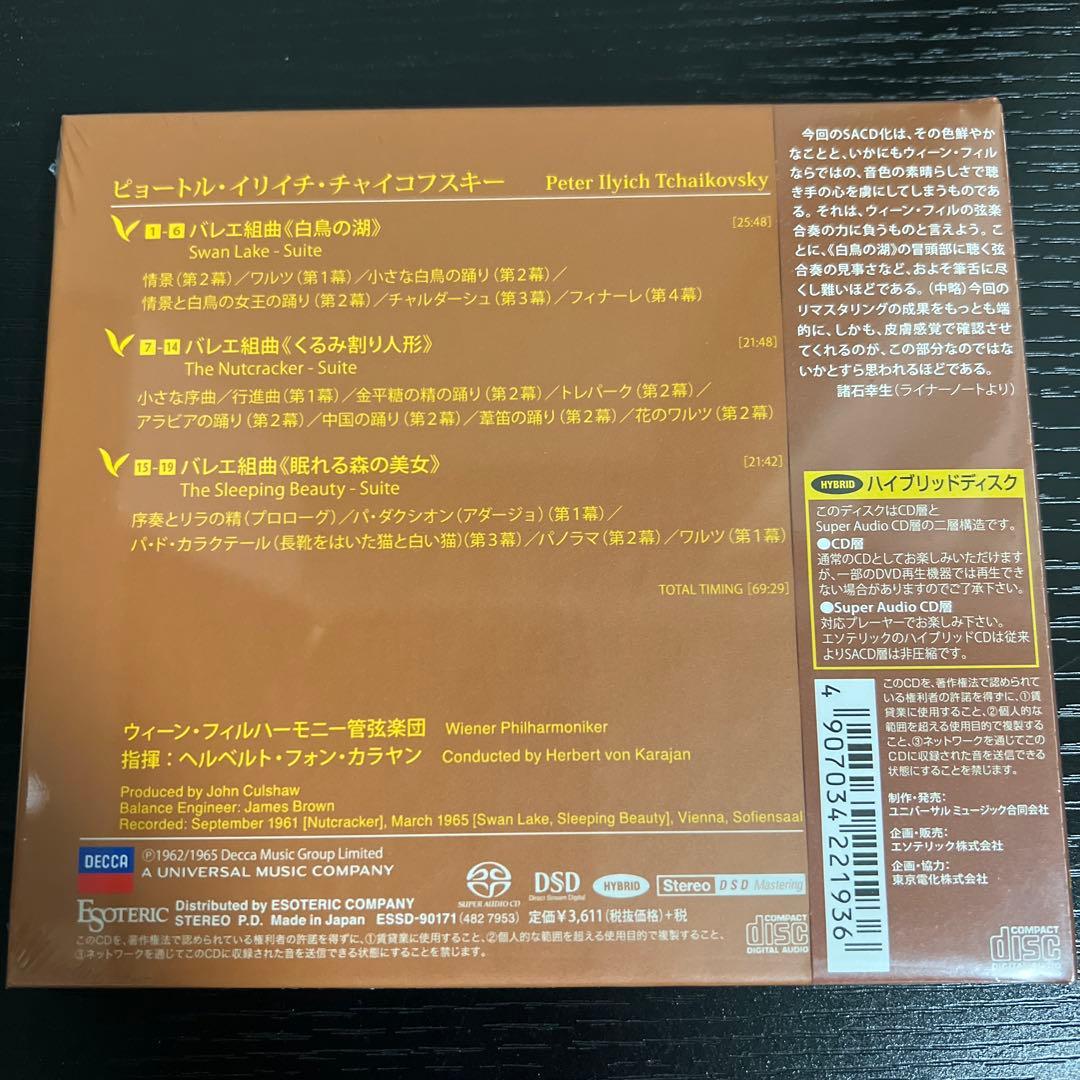 ピョートル・イリイチ・チャイコフスキー Peter Ilyich Tchaikovsky
1-6 バレエ組曲《白鳥の湖》 [25:48]
Swan Lake - Suite
情景(第2幕)／ワルツ(第1幕)／小さな白鳥の踊り(第2幕)／
情景と白鳥の女王の踊り(第2幕)／チャルダーシュ(第3幕)／フィナーレ(第4幕)
7-14 バレエ組曲《くるみ割り人形》 [21:48]
The Nutcracker - Suite
小さな序曲／行進曲(第1幕)／金平糖の精の踊り(第2幕)／トレパーク(第2幕)／
アラビアの踊り(第2幕)／中国の踊り(第2幕)／葦笛の踊り(第2幕)／花のワルツ(第2幕)
15-19 バレエ組曲《眠れる森の美女》 [21:42]
The Sleeping Beauty - Suite
序奏とリラの精(プロローグ)／パ・ダクシオン(アダージョ)(第1幕)／
パ・ド・カラクテール(長靴をはいた猫と白い猫)(第3幕)／パノラマ(第2幕)／ワルツ(第1幕)
TOTAL TIMING [69:29]
ウィーン・フィルハーモニー管弦楽団 Wiener Philharmoniker
指揮：ヘルベルト・フォン・カラヤン Conducted by Herbert von Karajan
Produced by John Culshaw
Balance Engineer: James Brown
Recorded: September 1961 [Nutcracker], March 1965 [Swan Lake, Sleeping Beauty], Vienna, Sofiensaal
DECCA
℗1962/1965 Decca Music Group Limited
A UNIVERSAL MUSIC COMPANY
SUPER AUDIO CD
DSD
Direct Stream Digital
HYBRID
Stereo DSD Mastering
ESOTERIC
Distributed by ESOTERIC COMPANY
STEREO P.D. Made in Japan ESSD-90171 (482 7953) 定価¥3,611(税抜価格)+税
このCDを、著作権法で認められている権利者の許諾を得ずに、①賃貸業に使用すること、②個人的な範囲を超える使用目的で複製すること、
③ネットワークを通じてこのCDに収録された音を送信できる状態にすることを禁じます。
COMPACT
disc
DIGITAL AUDIO
今回のSACD化は、その色鮮やか
なことと、いかにもウィーン・フィル
ならではの、音色の素晴らしさで聴
き手の心を虜にしてしまうものであ
る。それは、ウィーン・フィルの弦楽
合奏の力に負うものと言えよう。こ
とに、《白鳥の湖》の冒頭部に聴く弦
合奏の見事さなど、およそ筆舌に尽
くし難いほどである。(中略)今回の
リマスタリングの成果をもっとも端
的に、しかも、皮膚感覚で確認させ
てくれるのが、この部分なのではな
いかとすら思われるほどである。
諸石幸生(ライナーノートより)
HYBRID ハイブリッドディスク
このディスクはCD層と
Super Audio CD層の二層構造です。
●CD層
通常のCDとしてお楽しみいただけます
が、一部のDVD再生機器では再生でき
ない場合がありますのでご了承下さい。
●Super Audio CD層
対応プレーヤーでお楽しみ下さい。
エソテリックのハイブリッドCDは従来
よりSACD層は非圧縮です。
4 907034 221936
このCDを、著作権法で認められて
いる権利者の許諾を得ずに、①賃
貸業に使用すること、②個人的な
範囲を超える使用目的で複製する
こと、③ネットワークを通じてこの
CDに収録された音を送信できる
状態にすることを禁じます。
制作・発売：
ユニバーサル ミュージック合同会社
企画・販売：
エソテリック株式会社
企画・協力：
東京電化株式会社
COMPACT
disc
DIGITAL AUDIO